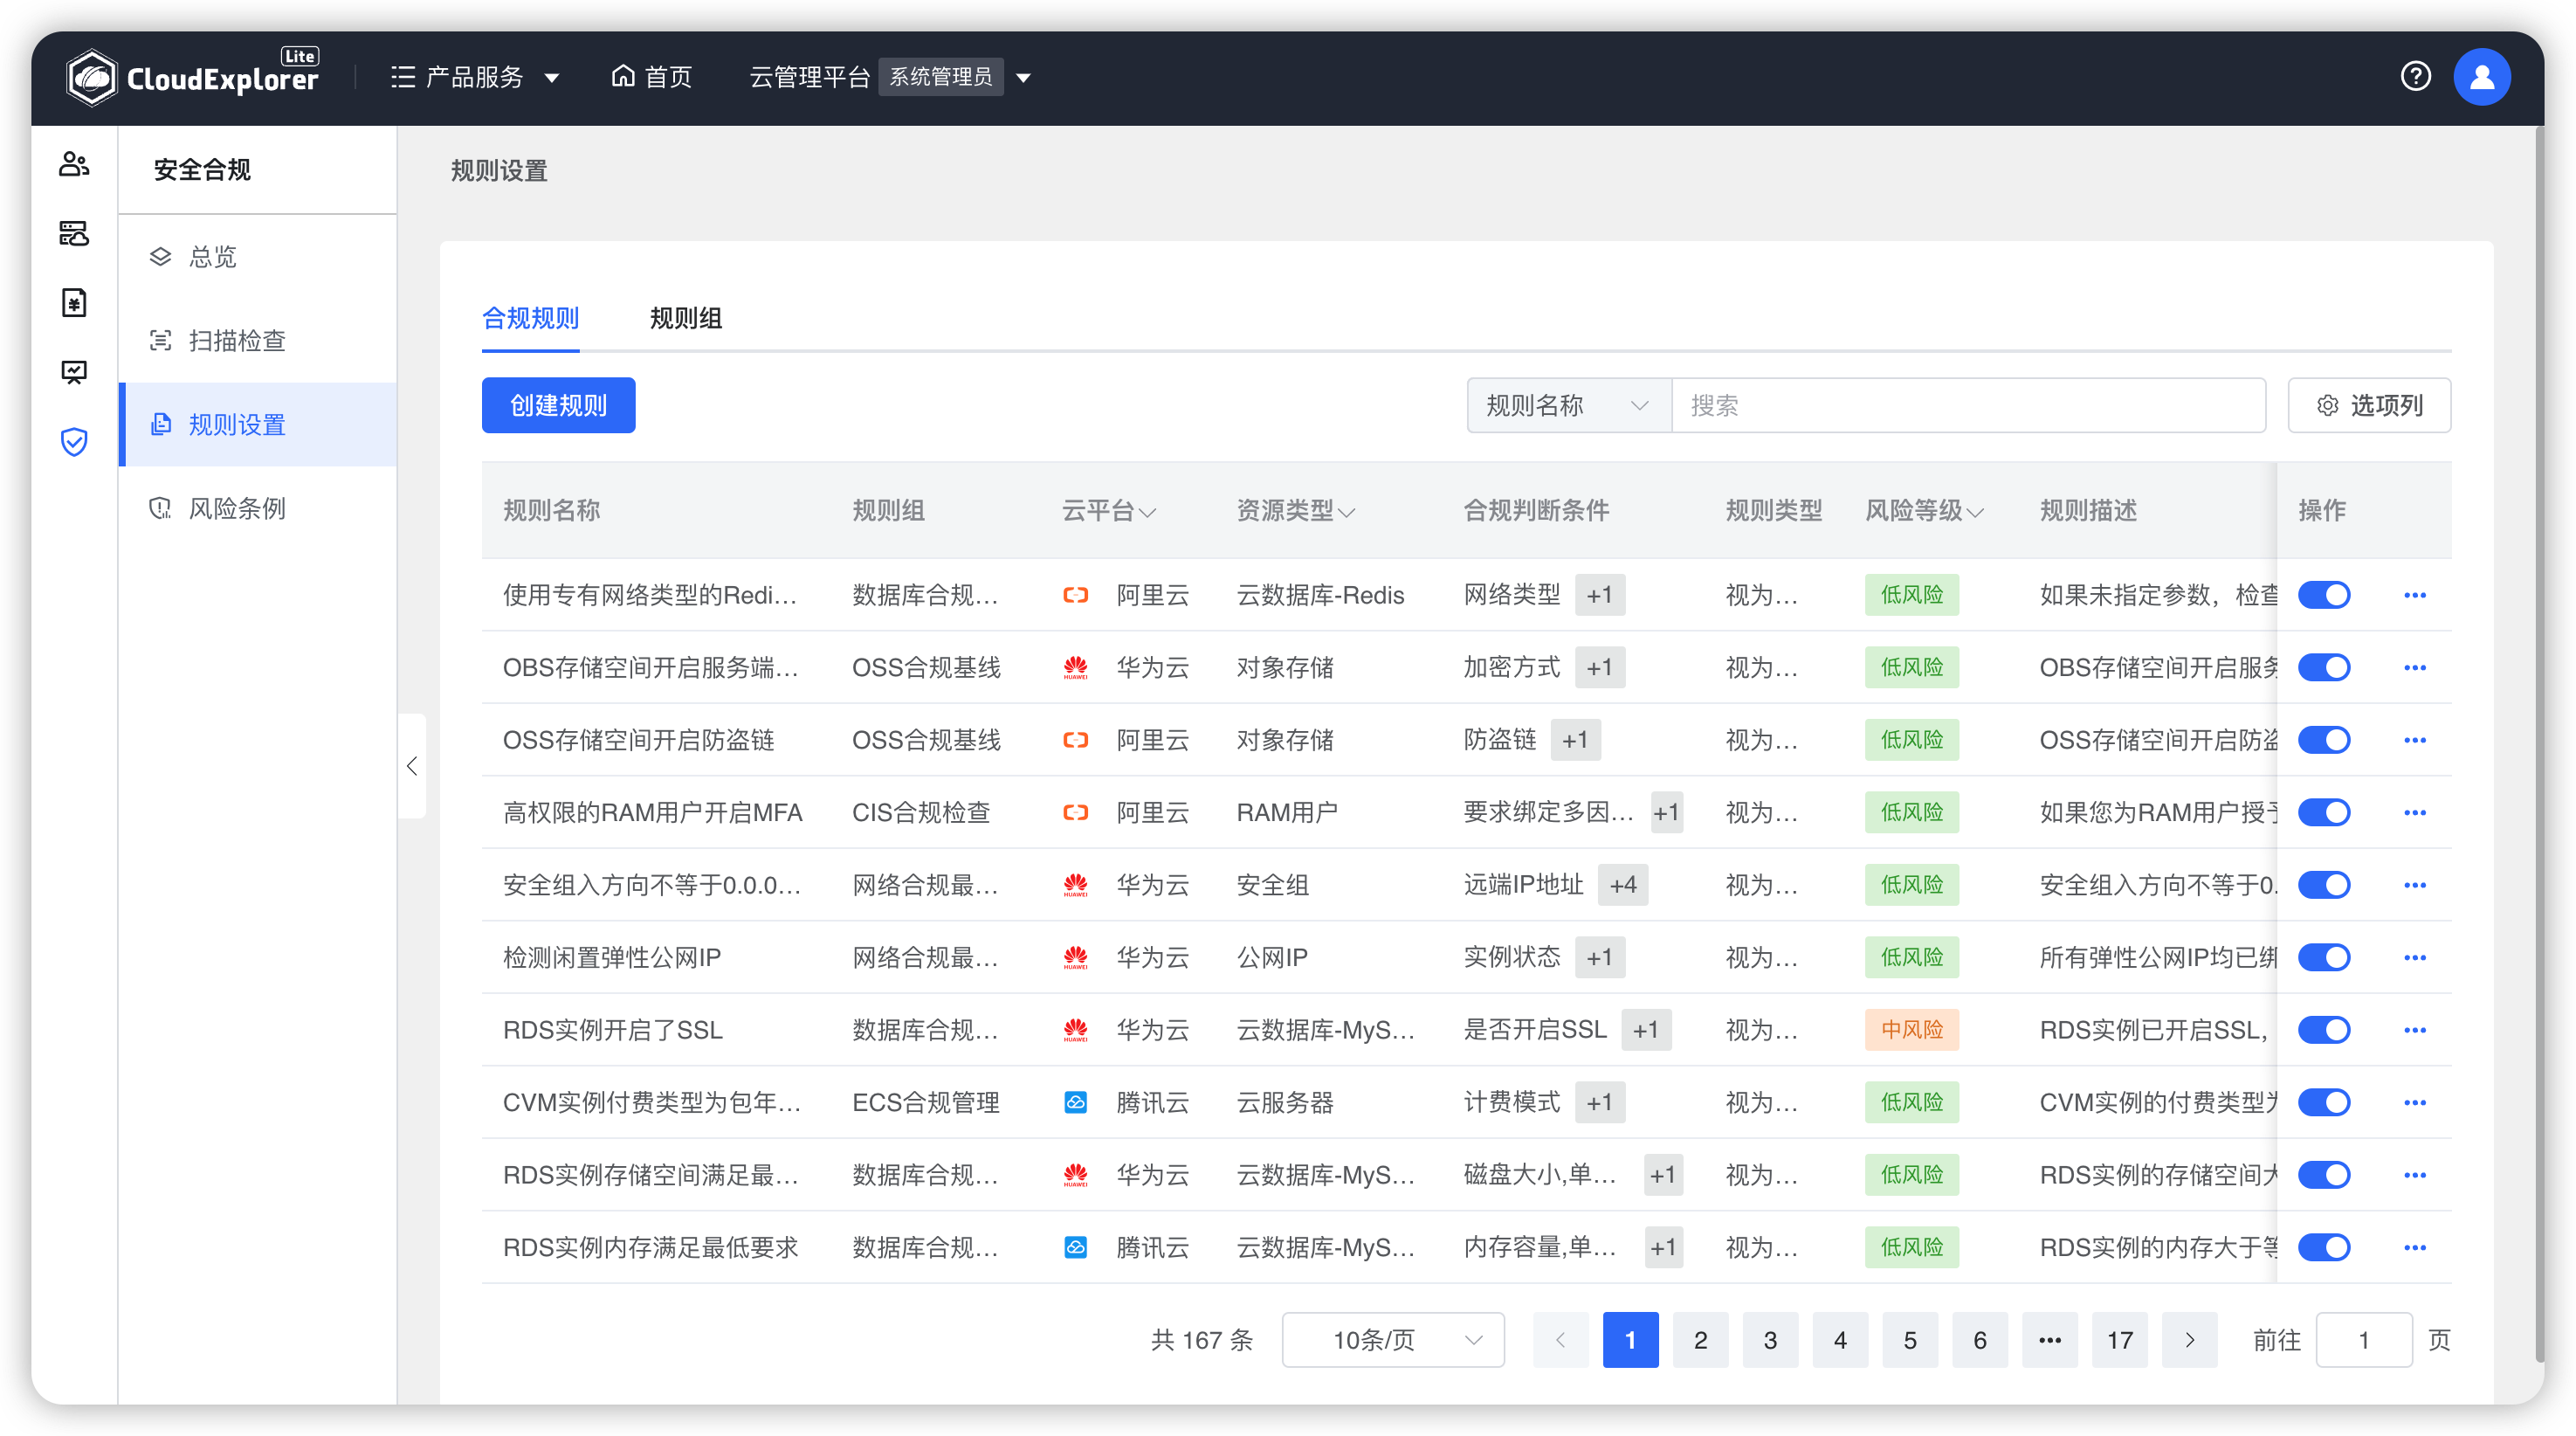 CloudExplorer Lite 产品服务 首页 云管理平台 系统管理员
安全合规
总览
扫描检查
规则设置
风险条例
规则设置
合规规则 规则组
创建规则 规则名称 搜索 选项列
规则名称 规则组 云平台 资源类型 合规判断条件 规则类型 风险等级 规则描述 操作
使用专有网络类型的Redi... 数据库合规... 阿里云 云数据库-Redis 网络类型 +1 视为... 低风险 如果未指定参数，检查
OBS存储空间开启服务端... OSS合规基线 HUAWEI 华为云 对象存储 加密方式 +1 视为... 低风险 OBS存储空间开启服务
OSS存储空间开启防盗链 OSS合规基线 阿里云 对象存储 防盗链 +1 视为... 低风险 OSS存储空间开启防盗
高权限的RAM用户开启MFA CIS合规检查 阿里云 RAM用户 要求绑定多因... +1 视为... 低风险 如果您为RAM用户授予
安全组入方向不等于0.0.0... 网络合规最... HUAWEI 华为云 安全组 远端IP地址 +4 视为... 低风险 安全组入方向不等于0.
检测闲置弹性公网IP 网络合规最... HUAWEI 华为云 公网IP 实例状态 +1 视为... 低风险 所有弹性公网IP均已绑
RDS实例开启了SSL 数据库合规... HUAWEI 华为云 云数据库-MyS... 是否开启SSL +1 视为... 中风险 RDS实例已开启SSL，
CVM实例付费类型为包年... ECS合规管理 腾讯云 云服务器 计费模式 +1 视为... 低风险 CVM实例的付费类型为
RDS实例存储空间满足最... 数据库合规... HUAWEI 华为云 云数据库-MyS... 磁盘大小,单... +1 视为... 低风险 RDS实例的存储空间大
RDS实例内存满足最低要求 数据库合规... 腾讯云 云数据库-MyS... 内存容量,单... +1 视为... 低风险 RDS实例的内存大于等
共 167 条 10条/页 1 2 3 4 5 6 ... 17 前往 1 页